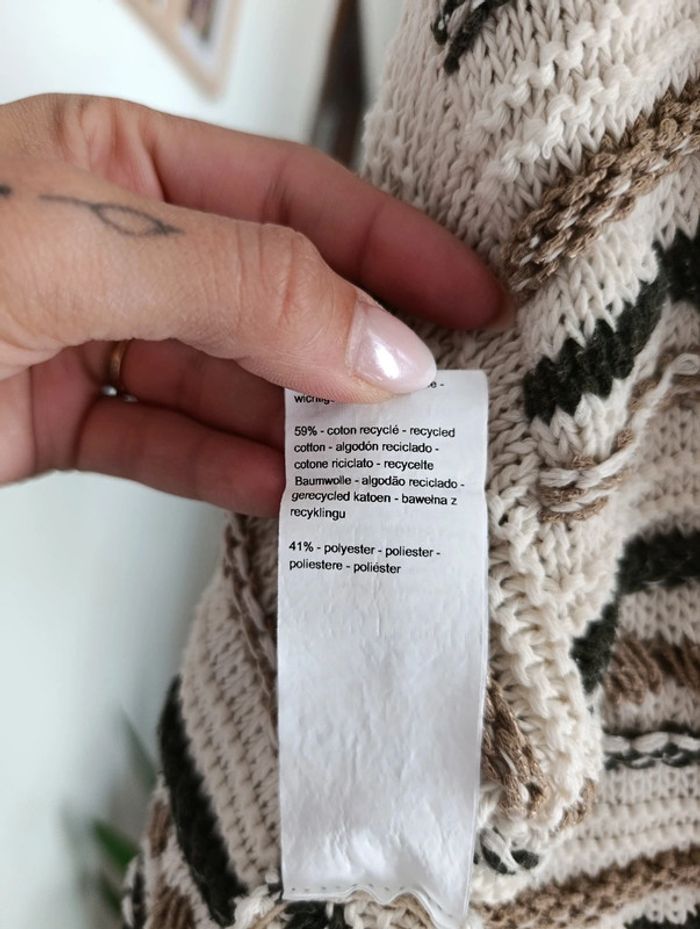 59% - coton recyclé - recycled
cotton - algodón reciclado -
cotone riciclato - recycelte
Baumwolle - algodão reciclado -
gerecycled katoen - bawełna z
recyklingu
41% - polyester - poliester -
poliestere - poliéster